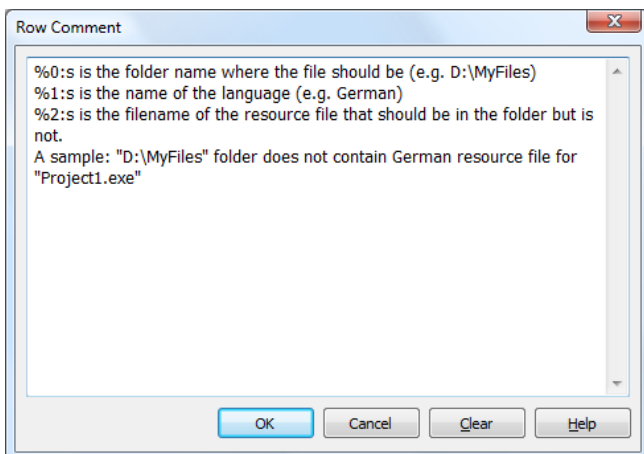 Row Comment
%0:s is the folder name where the file should be (e.g. D:\MyFiles)
%1:s is the name of the language (e.g. German)
%2:s is the filename of the resource file that should be in the folder but is
not.
A sample: "D:\MyFiles" folder does not contain German resource file for
"Project1.exe"
OK
Cancel
Clear
Help